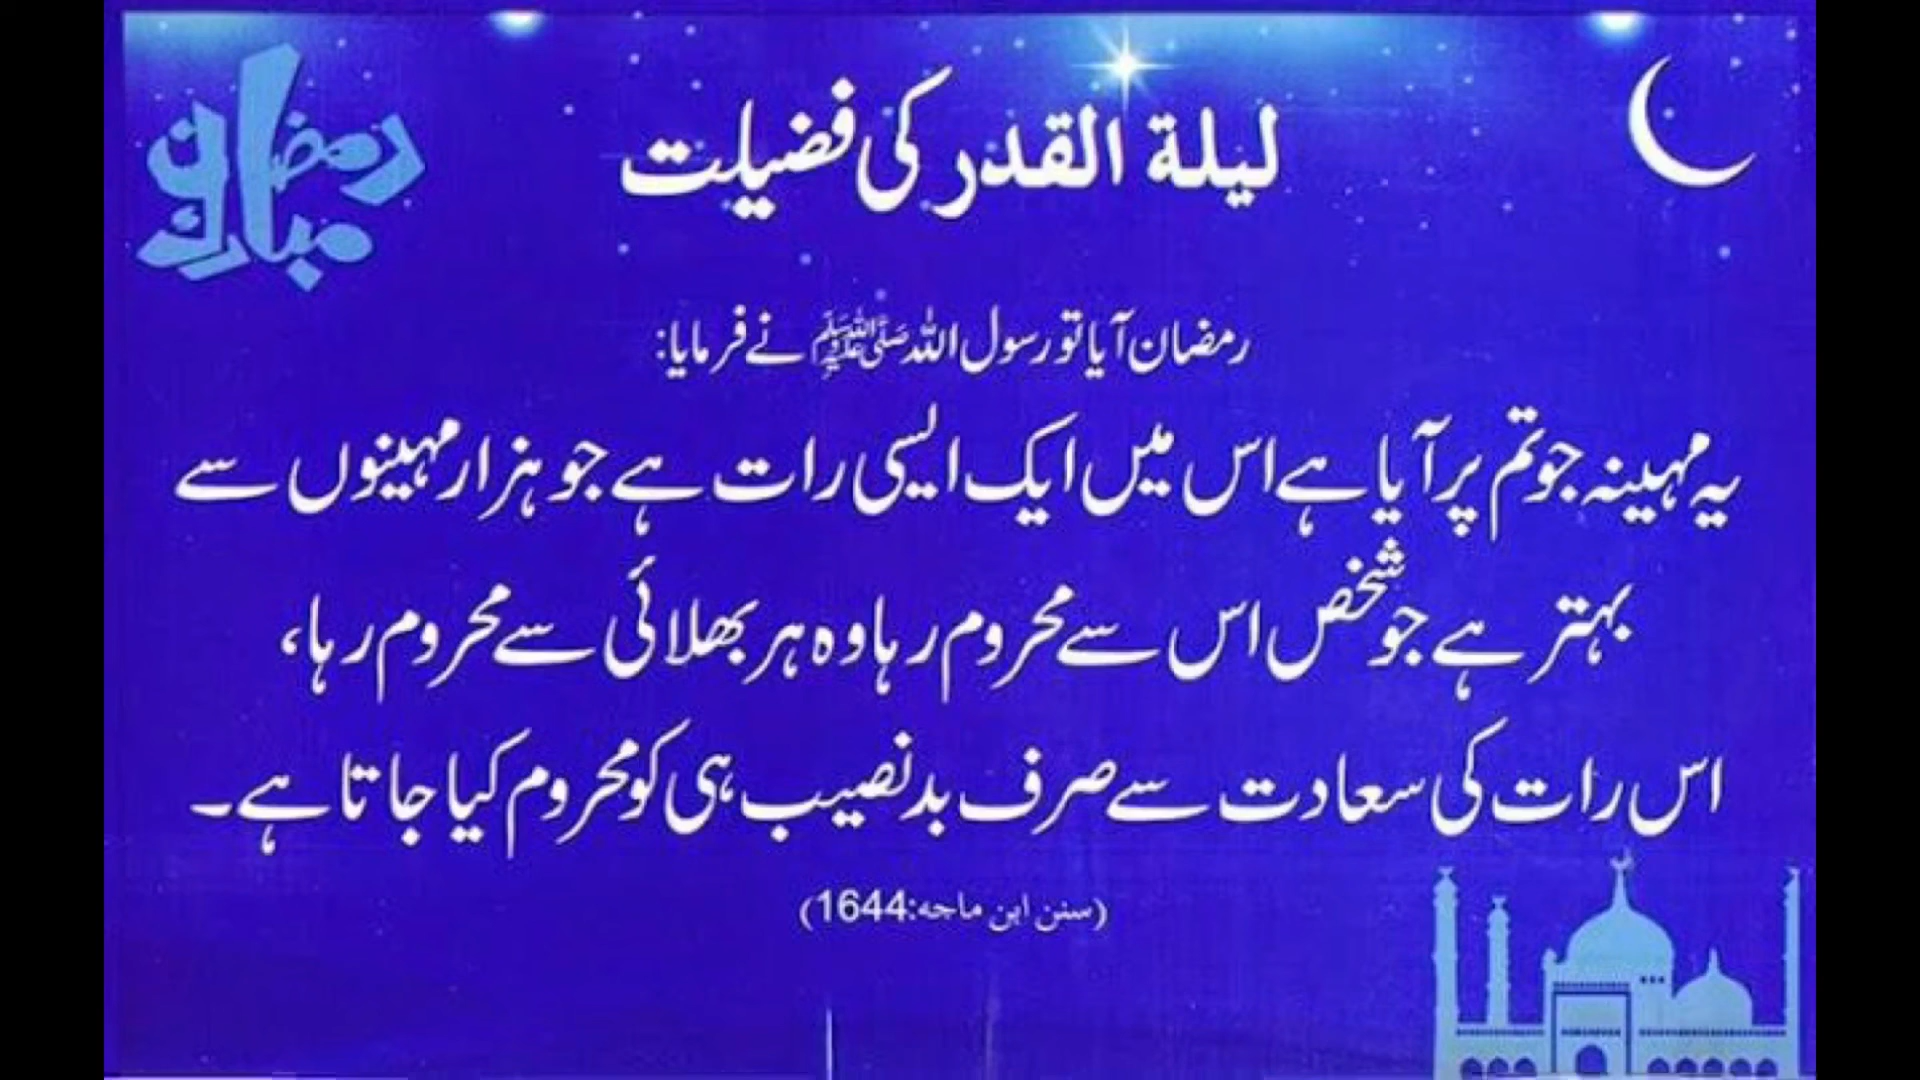 رمضان مبارک
لیلۃ القدر کی فضیلت
رمضان آیا تو رسول اللہ ﷺ نے فرمایا:
یہ مہینہ جو تم پر آیا ہے اس میں ایک ایسی رات ہے جو ہزار مہینوں سے
بہتر ہے جو شخص اس سے محروم رہا وہ ہر بھلائی سے محروم رہا،
اس رات کی سعادت سے صرف بدنصیب ہی کو محروم کیا جاتا ہے۔
(سنن ابن ماجہ:1644)